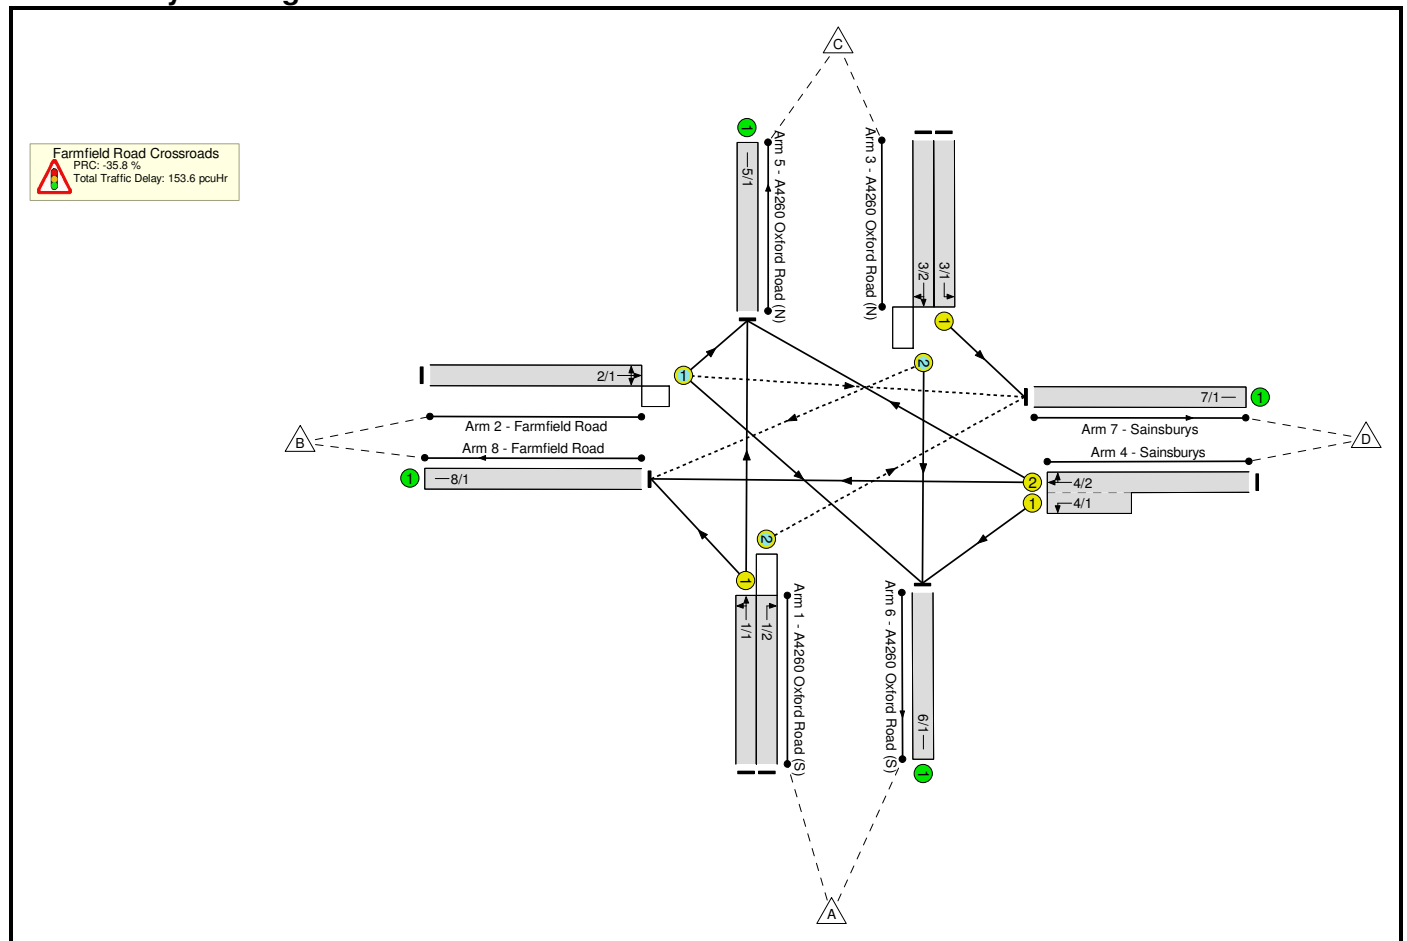 C
Farmfield Road Crossroads
PRC: -35.8 %
Total Traffic Delay: 153.6 pcuHr
1
5/1
Arm 5 - A4260 Oxford Road (N)
Arm 3 - A4260 Oxford Road (N)
3/2
3/1
1
2/1
1
2
7/1
1
Arm 2 - Farmfield Road
Arm 7 - Sainsburys
B
D
Arm 8 - Farmfield Road
Arm 4 - Sainsburys
1
8/1
2
4/2
1
4/1
2
1
1/1
1/2
Arm 1 - A4260 Oxford Road (S)
Arm 6 - A4260 Oxford Road (S)
6/1
1
A